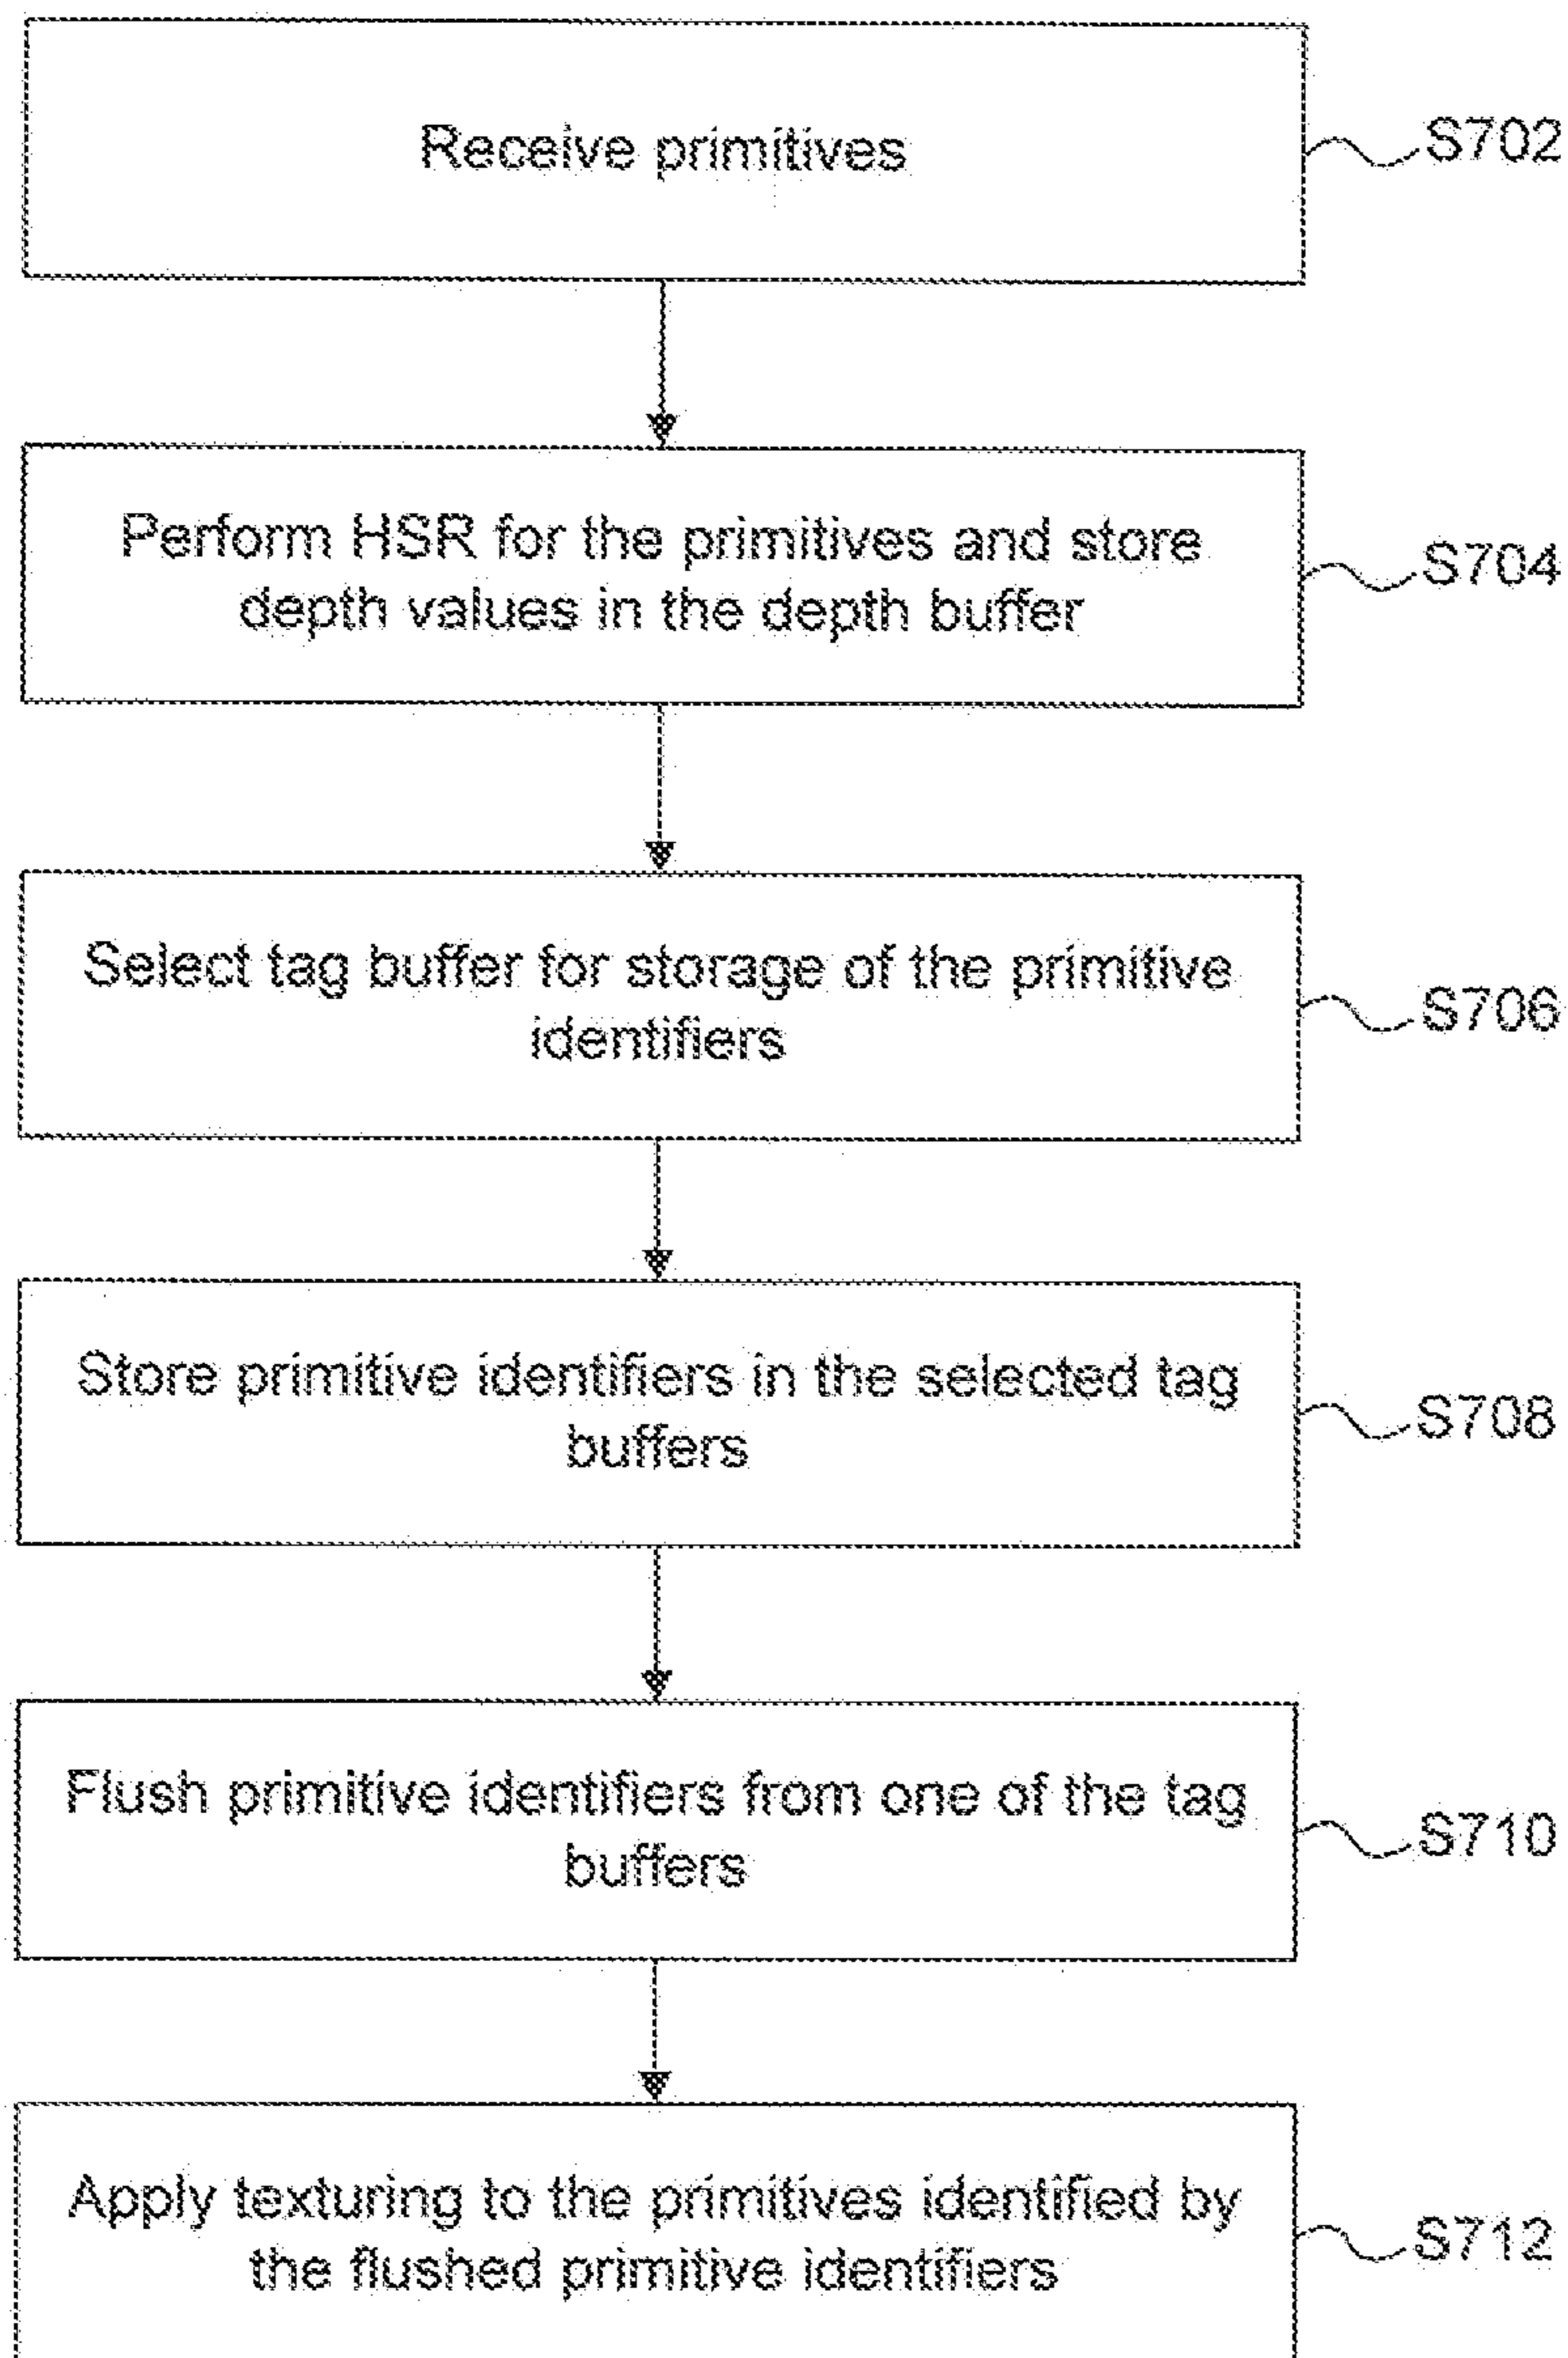 Receive primitives
S702
Perform HSR for the primitives and store
depth values in the depth buffer
S704
Select tag buffer for storage of the primitive
identifiers
S706
Store primitive identifiers in the selected tag
buffers
S708
Flush primitive identifiers from one of the tag
buffers
S710
Apply texturing to the primitives identified by
the flushed primitive identifiers
S712